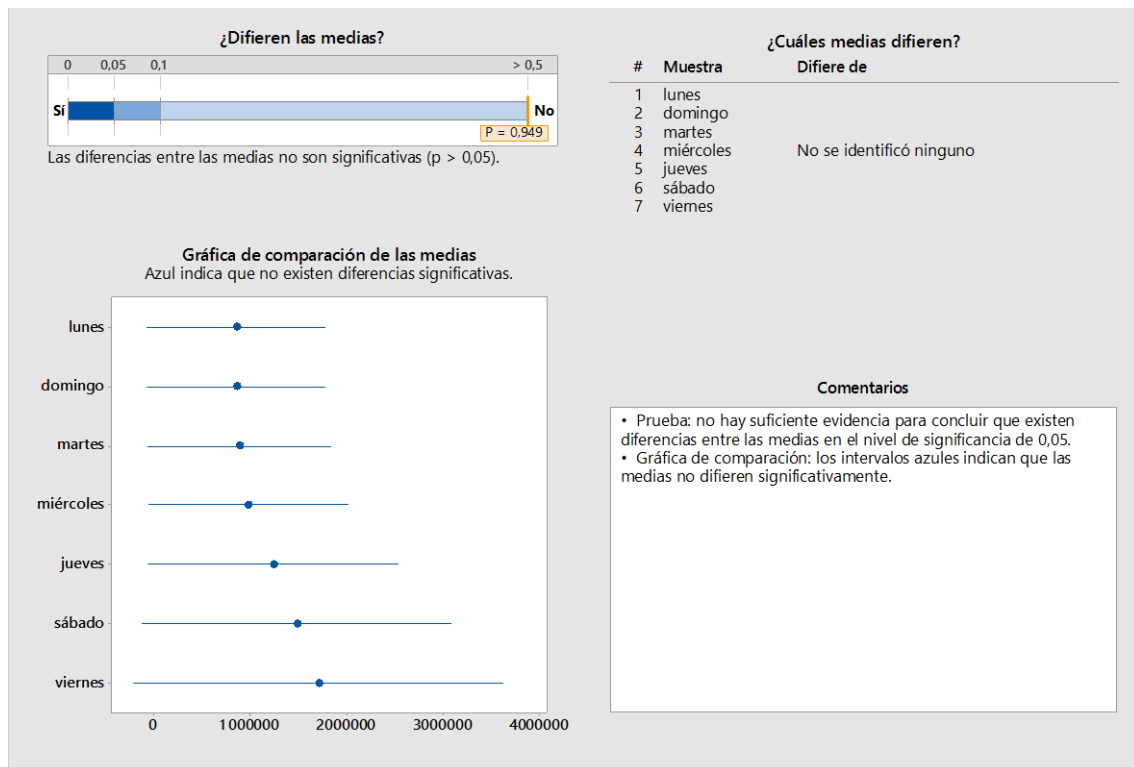 ¿Difieren las medias?
0 0,05 0,1 > 0,5
Sí No
P = 0,949
Las diferencias entre las medias no son significativas (p > 0,05).
¿Cuáles medias difieren?
# Muestra Difiere de
1 lunes
2 domingo
3 martes
4 miércoles No se identificó ninguno
5 jueves
6 sábado
7 viernes
Gráfica de comparación de las medias
Azul indica que no existen diferencias significativas.
lunes
domingo
martes
miércoles
jueves
sábado
viernes
0 1000000 2000000 3000000 4000000
Comentarios
• Prueba: no hay suficiente evidencia para concluir que existen
diferencias entre las medias en el nivel de significancia de 0,05.
• Gráfica de comparación: los intervalos azules indican que las
medias no difieren significativamente.